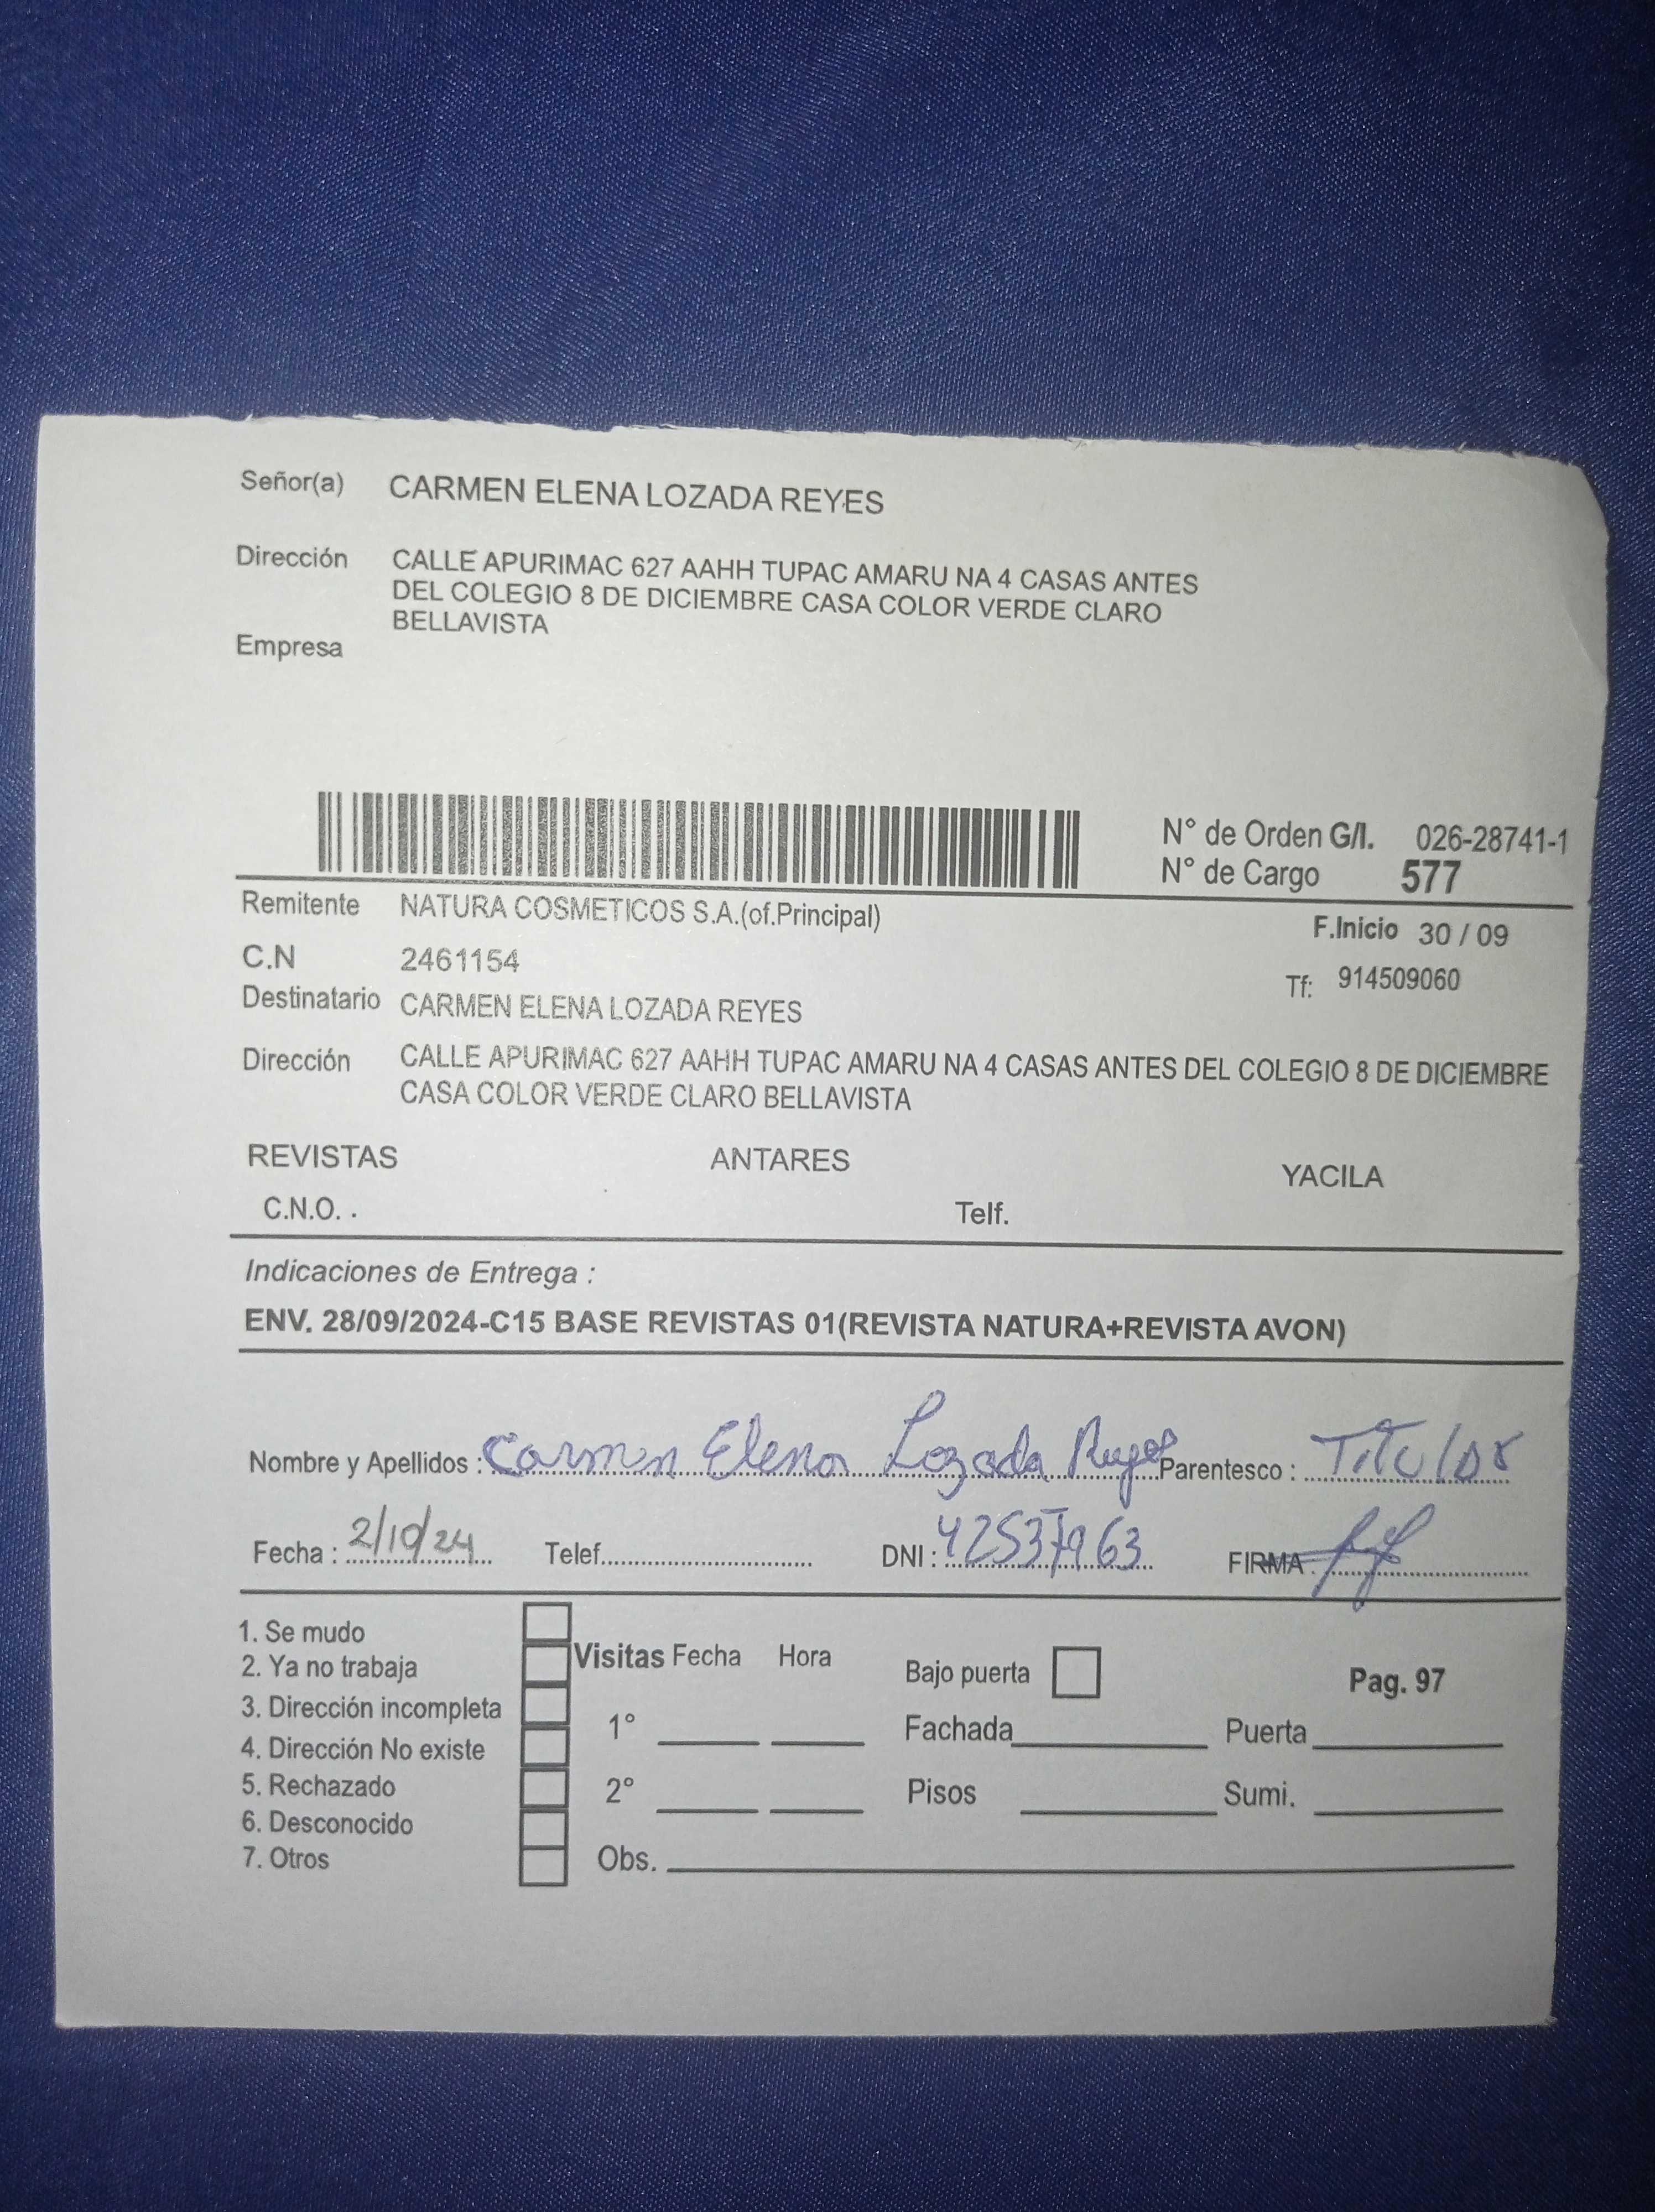 Señor(a) CARMEN ELENA LOZADA REYES
Dirección CALLE APURIMAC 627 AAHH TUPAC AMARU NA 4 CASAS ANTES
DEL COLEGIO 8 DE DICIEMBRE CASA COLOR VERDE CLARO
BELLAVISTA
Empresa
N° de Orden G/I. 026-28741-1
N° de Cargo 577
Remitente NATURA COSMETICOS S.A.(of.Principal)
F.Inicio 30 / 09
C.N 2461154
Tf: 914509060
Destinatario CARMEN ELENA LOZADA REYES
Dirección CALLE APURIMAC 627 AAHH TUPAC AMARU NA 4 CASAS ANTES DEL COLEGIO 8 DE DICIEMBRE
CASA COLOR VERDE CLARO BELLAVISTA
REVISTAS ANTARES YACILA
C.N.O. . Telf.
Indicaciones de Entrega :
ENV. 28/09/2024-C15 BASE REVISTAS 01(REVISTA NATURA+REVISTA AVON)
Nombre y Apellidos : Carmen Elena Lozada Reyes Parentesco : Titular
Fecha : 2/10/24 Telef. DNI : 42537963 FIRMA :
1. Se mudo
2. Ya no trabaja
3. Dirección incompleta
4. Dirección No existe
5. Rechazado
6. Desconocido
7. Otros
Visitas Fecha Hora
1°
2°
Obs.
Bajo puerta Pag. 97
Fachada Puerta
Pisos Sumi.